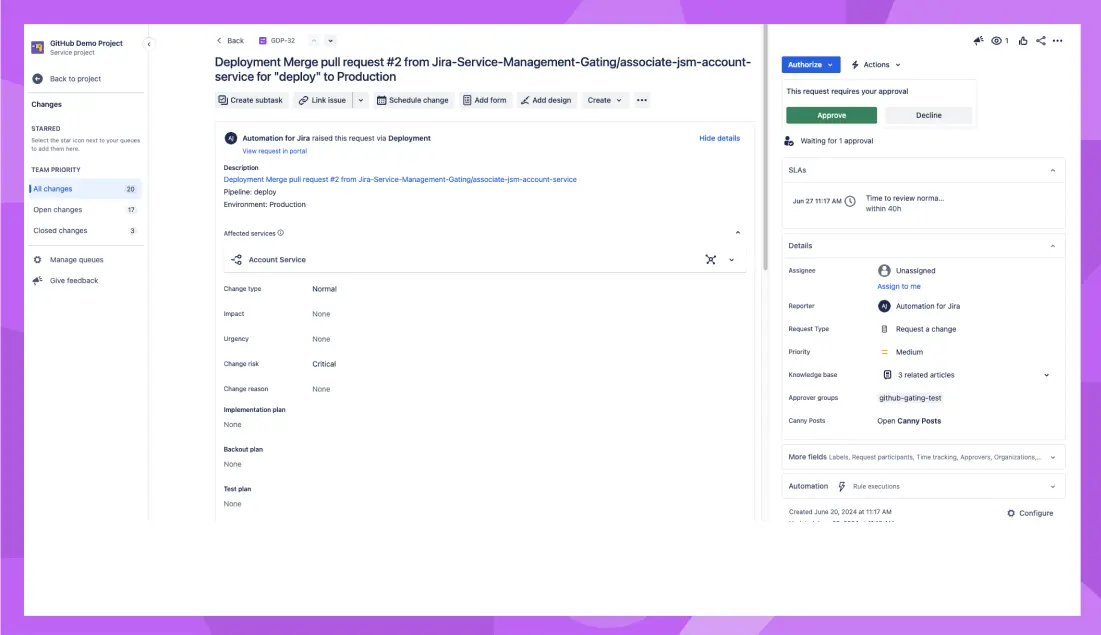 GitHub Demo Project
Service project
Back to project
Changes
STARRED
Select the star icon next to your queues
to add them here.
TEAM PRIORITY
All changes 20
Open changes 17
Closed changes 3
Manage queues
Give feedback
Back GDP-32
Deployment Merge pull request #2 from Jira-Service-Management-Gating/associate-jsm-account-
service for "deploy" to Production
Create subtask Link issue Schedule change Add form Add design Create
AJ Automation for Jira raised this request via Deployment Hide details
View request in portal
Description
Deployment Merge pull request #2 from Jira-Service-Management-Gating/associate-jsm-account-service
Pipeline: deploy
Environment: Production
Affected services
Account Service
Change type Normal
Impact None
Urgency None
Change risk Critical
Change reason None
Implementation plan
None
Backout plan
None
Test plan
None
1
Authorize Actions
This request requires your approval
Approve Decline
Waiting for 1 approval
SLAs
Jun 27 11:17 AM Time to review norma...
within 40h
Details
Assignee Unassigned
Assign to me
Reporter AJ Automation for Jira
Request Type Request a change
Priority Medium
Knowledge base 3 related articles
Approver groups github-gating-test
Canny Posts Open Canny Posts
More fields Labels, Request participants, Time tracking, Approvers, Organizations,...
Automation Rule executions
Created June 20, 2024 at 11:17 AM
Configure